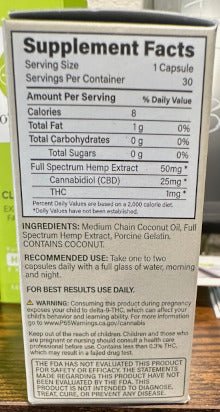 Supplement Facts
Serving Size 1 Capsule
Servings Per Container 30
Amount Per Serving % Daily Value
Calories 8
Total Fat 1 g 0%
Total Carbohydrates 0 g 0%
Total Sugars 0 g 0%
Full Spectrum Hemp Extract 50mg*
Cannabidiol (CBD) 25mg*
THC 1mg*
Percent Daily Values are based on a 2,000 calorie diet.
*Daily Values have not been established.
INGREDIENTS: Medium Chain Coconut Oil, Full
Spectrum Hemp Extract, Porcine Gelatin.
CONTAINS COCONUT.
RECOMMENDED USE: Take one to two
capsules daily with a full glass of water, morning
and night.
FOR BEST RESULTS USE DAILY.
⚠ WARNING: Consuming this product during pregnancy
exposes your child to delta-9-THC, which can affect your
child's behavior and learning ability. For more information
go to www.P65Warnings.ca.gov/cannabis
Keep out of the reach of children. Children and those who
are pregnant or nursing should consult a health care
professional before use. Contains less than 0.3% THC,
which may result in a failed drug test.
THE FDA HAS NOT EVALUATED THIS PRODUCT
FOR SAFETY OR EFFICACY. THE STATEMENTS
MADE REGARDING THIS PRODUCT HAVE NOT
BEEN EVALUATED BY THE FDA. THIS
PRODUCT IS NOT INTENDED TO DIAGNOSE,
TREAT, CURE, OR PREVENT ANY DISEASE.